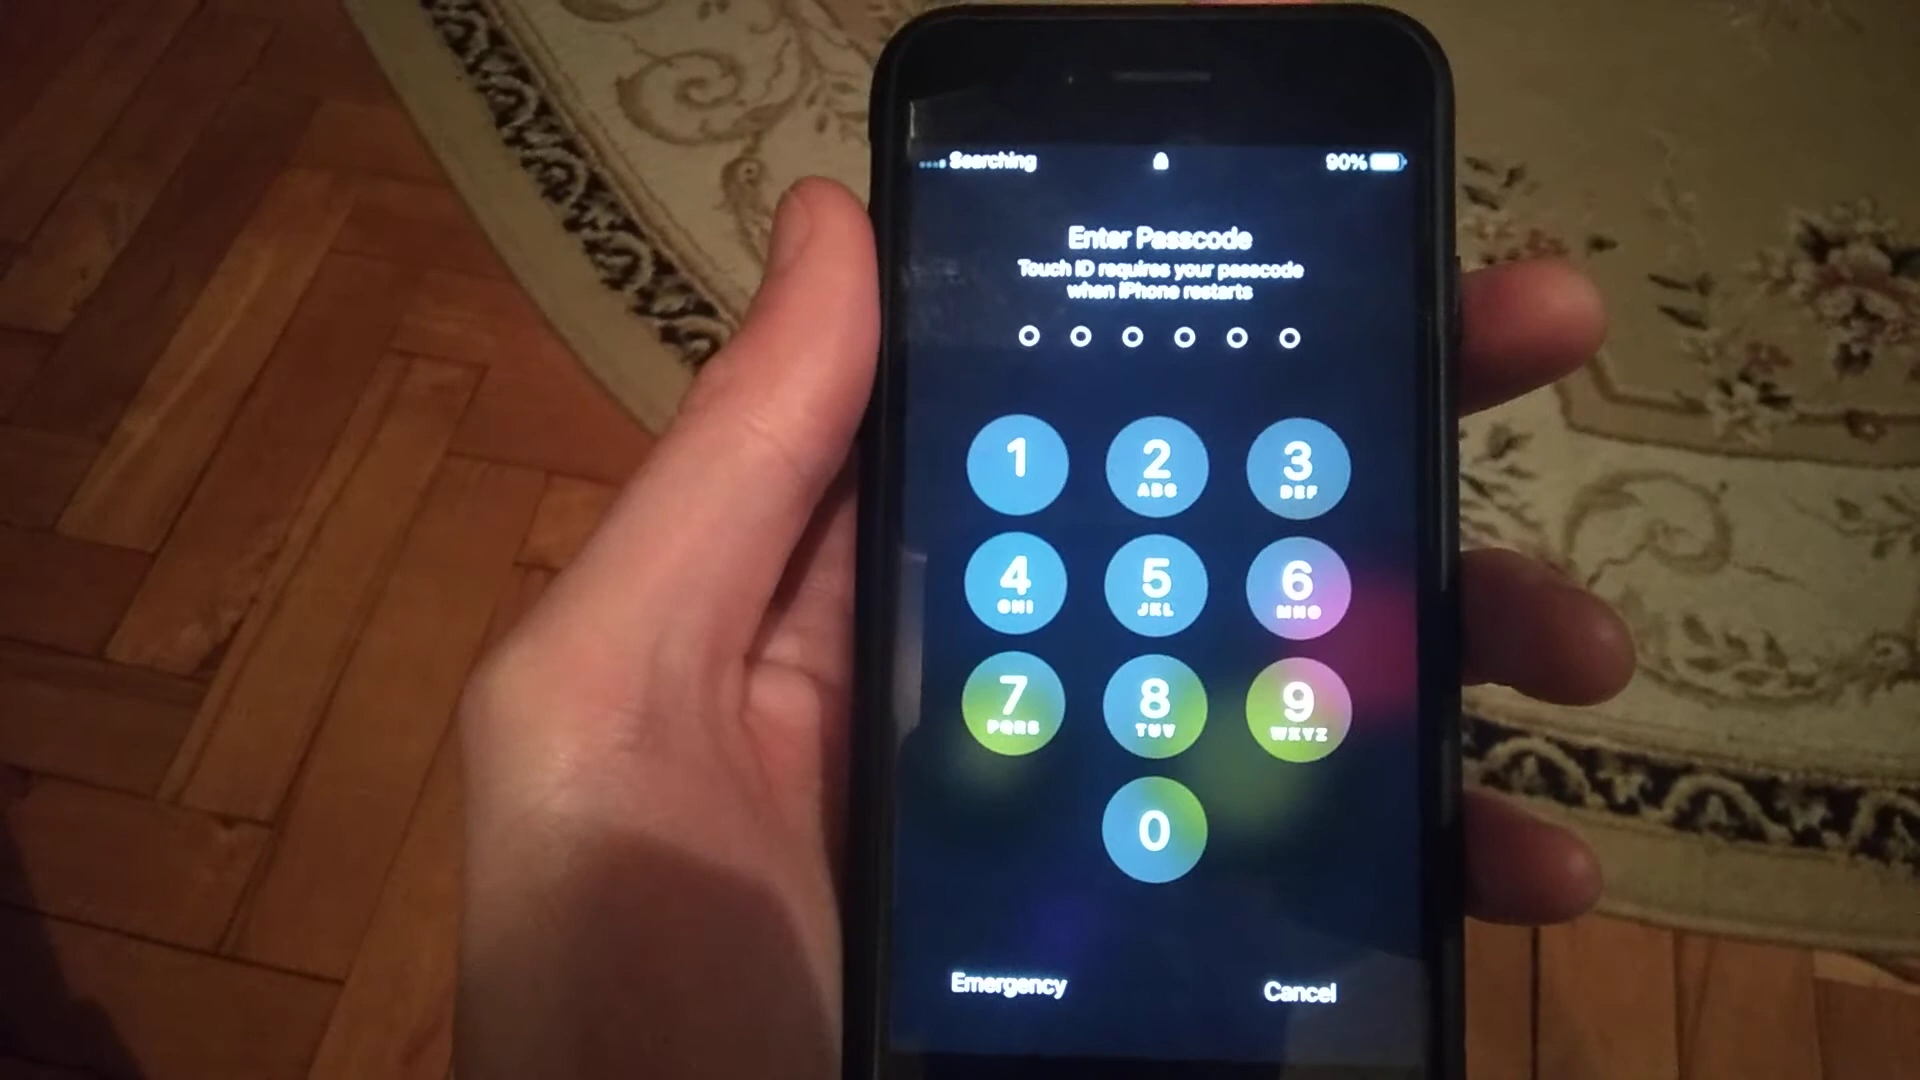 Searching 90%
Enter Passcode
Touch ID requires your passcode
when iPhone restarts
1 2 3
ABC DEF
4 5 6
GHI JKL MNO
7 8 9
PQRS TUV WXYZ
0
Emergency Cancel